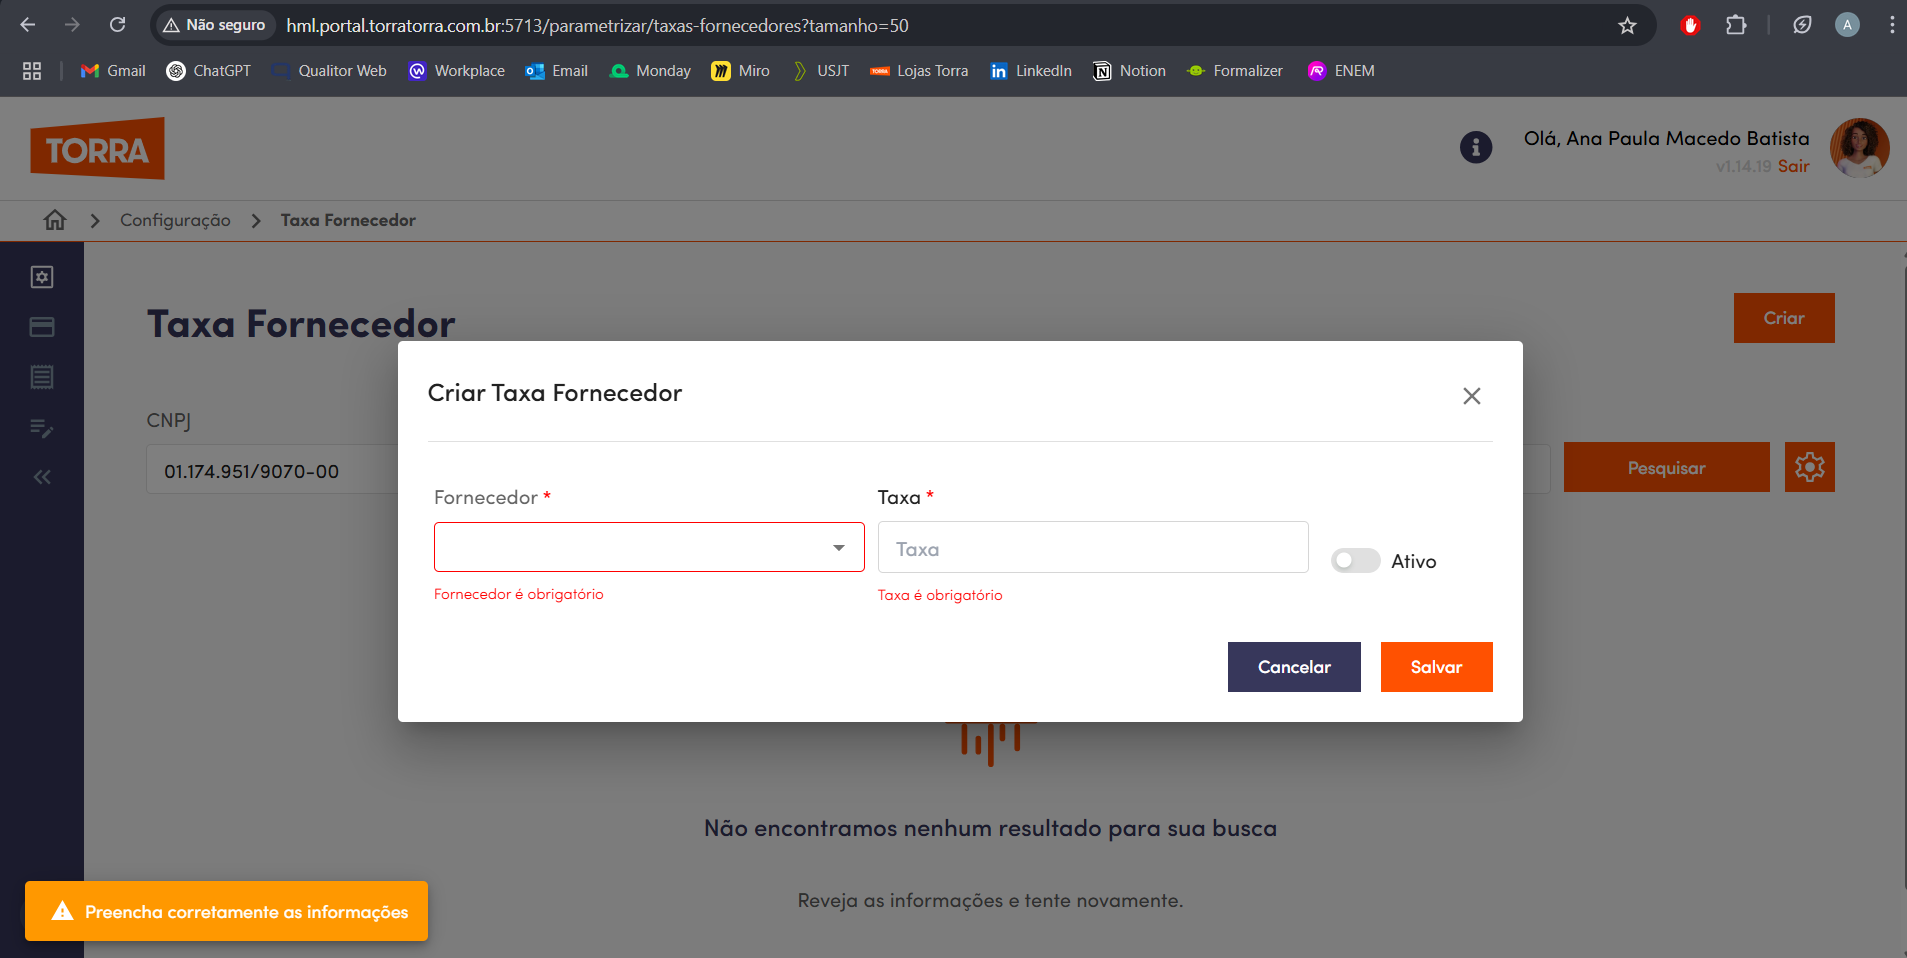 Não seguro
hml.portal.torratorra.com.br:5713/parametrizar/taxas-fornecedores?tamanho=50
A
Gmail
ChatGPT
Qualitor Web
Workplace
Email
Monday
Miro
USJT
Lojas Torra
LinkedIn
Notion
Formalizer
ENEM
TORRA
Olá, Ana Paula Macedo Batista
v1.14.19 Sair
Configuração
Taxa Fornecedor
Taxa Fornecedor
Criar
CNPJ
01.174.951/9070-00
Pesquisar
Criar Taxa Fornecedor
Fornecedor *
Taxa *
Taxa
Ativo
Fornecedor é obrigatório
Taxa é obrigatório
Cancelar
Salvar
Não encontramos nenhum resultado para sua busca
Reveja as informações e tente novamente.
Preencha corretamente as informações